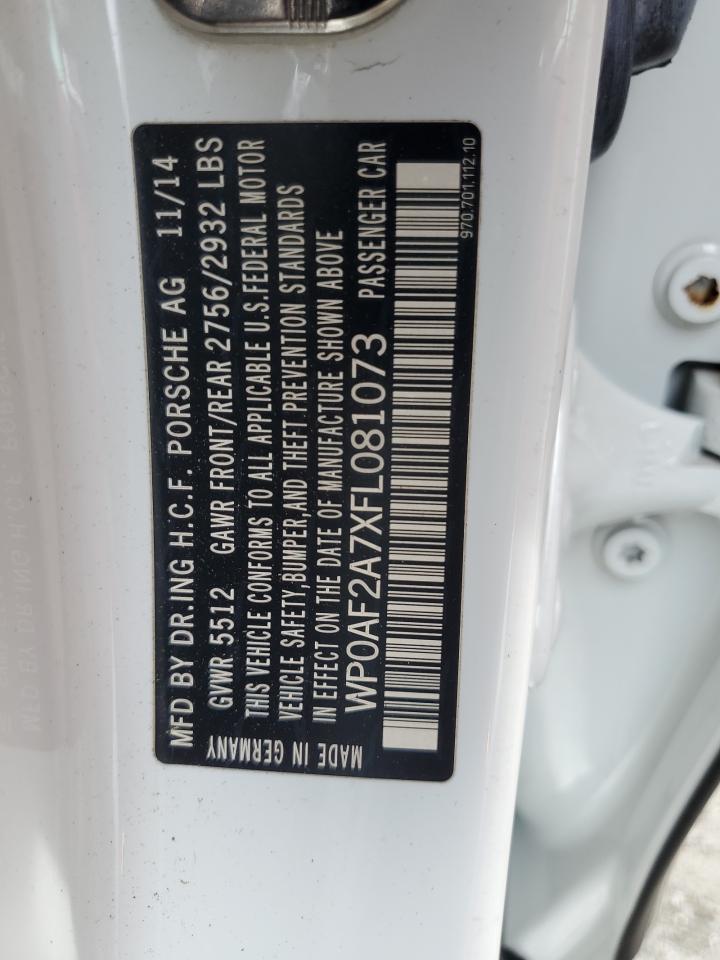 MFD BY DR.ING H.C.F. PORSCHE AG 11/14
GVWR 5512 GAWR FRONT/REAR 2756/2932 LBS
THIS VEHICLE CONFORMS TO ALL APPLICABLE U.S.FEDERAL MOTOR
VEHICLE SAFETY,BUMPER,AND THEFT PREVENTION STANDARDS
IN EFFECT ON THE DATE OF MANUFACTURE SHOWN ABOVE
WP0AF2A7XFL081073 PASSENGER CAR
MADE IN GERMANY
970.701.112.10